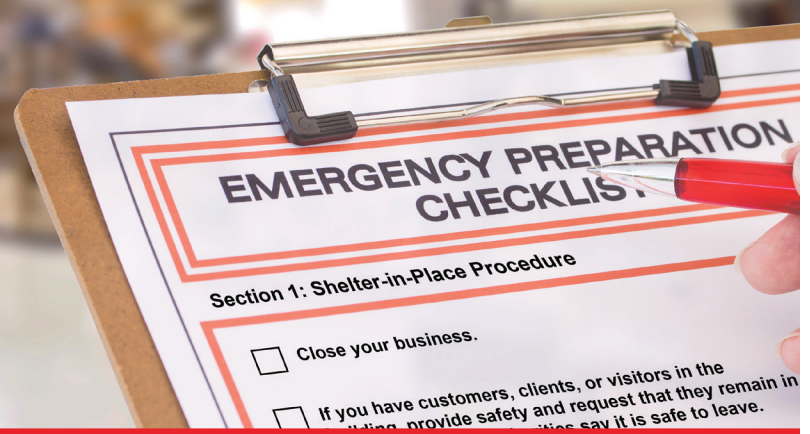 EMERGENCY PREPARATION
CHECKLIST
Section 1: Shelter-in-Place Procedure
Close your business.
If you have customers, clients, or visitors in the
building, provide safety and request that they remain in
say it is safe to leave.